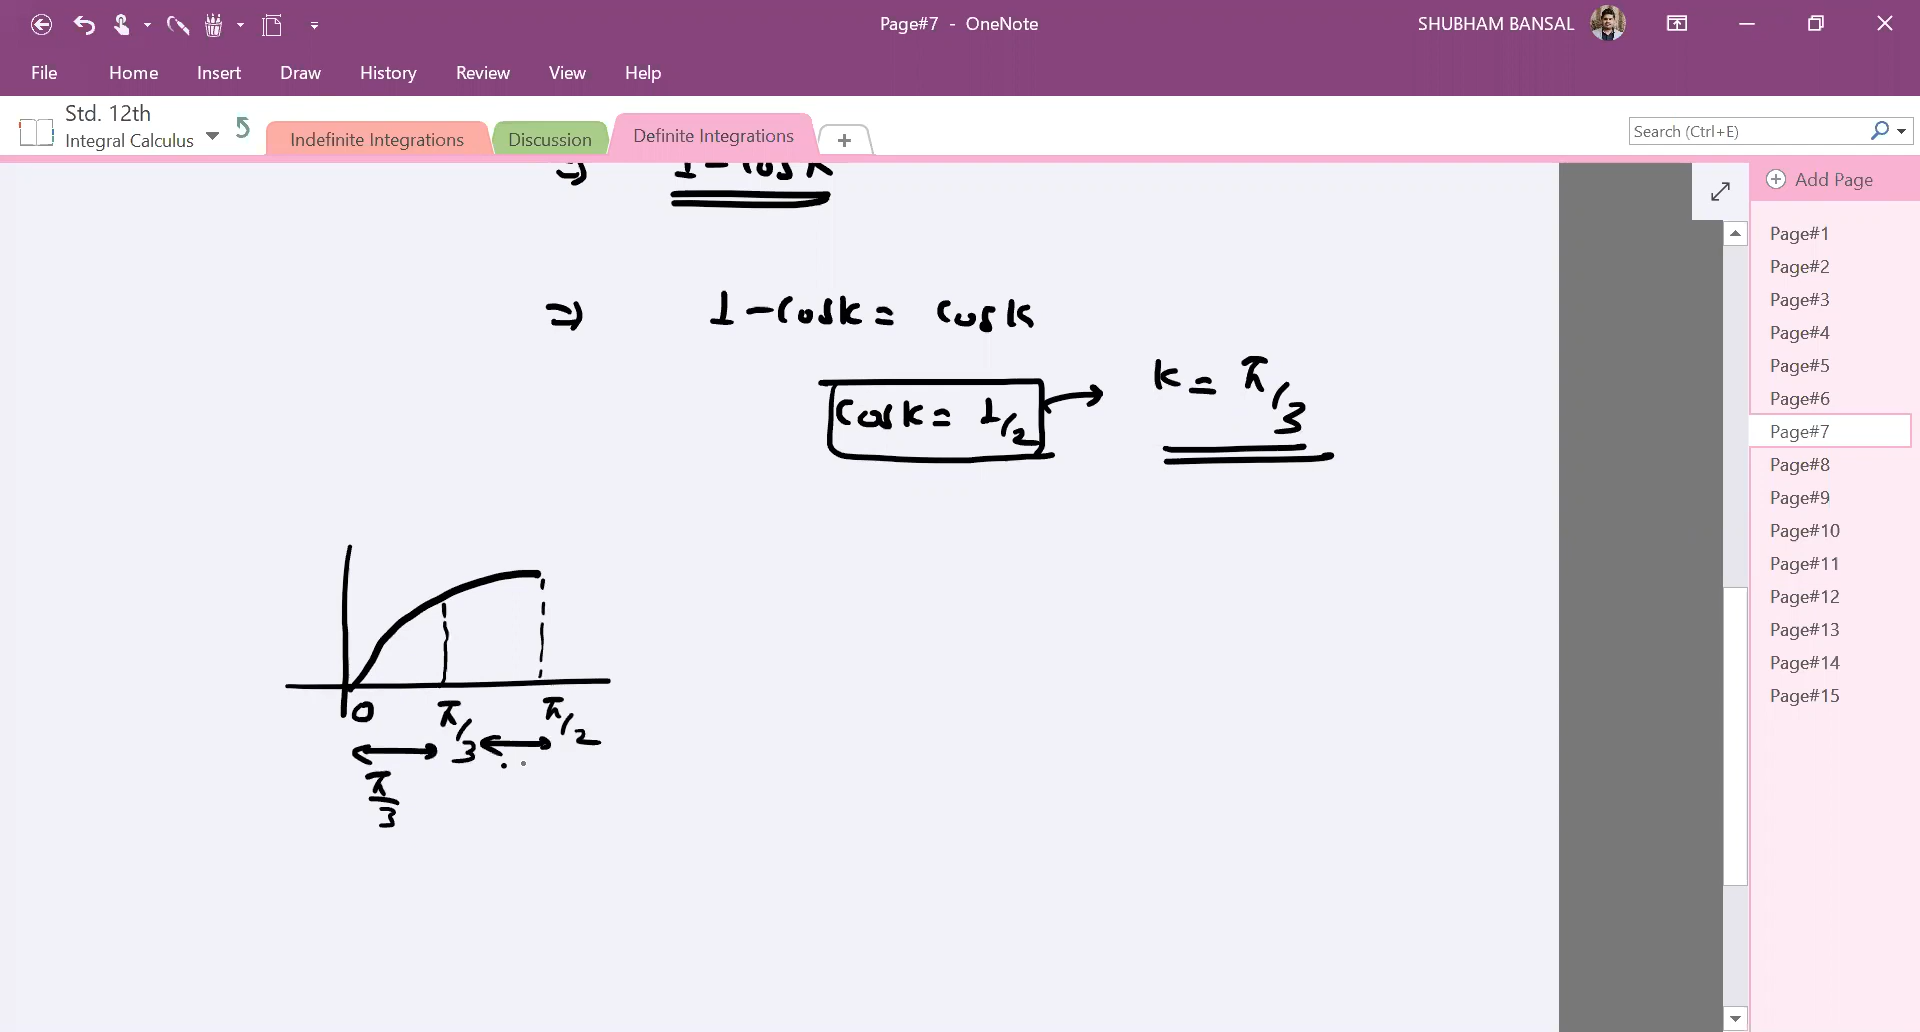 Page#7 - OneNote
SHUBHAM BANSAL
File Home Insert Draw History Review View Help
Std. 12th
Integral Calculus
Indefinite Integrations
Discussion
Definite Integrations
+
Search (Ctrl+E)
Add Page
Page#1
Page#2
Page#3
Page#4
Page#5
Page#6
Page#7
Page#8
Page#9
Page#10
Page#11
Page#12
Page#13
Page#14
Page#15
⇒ 1 - cos k
⇒ 1 - cos k = cos k
cos k = 1/2
k = π/3
0 π/3 π/2
π/3